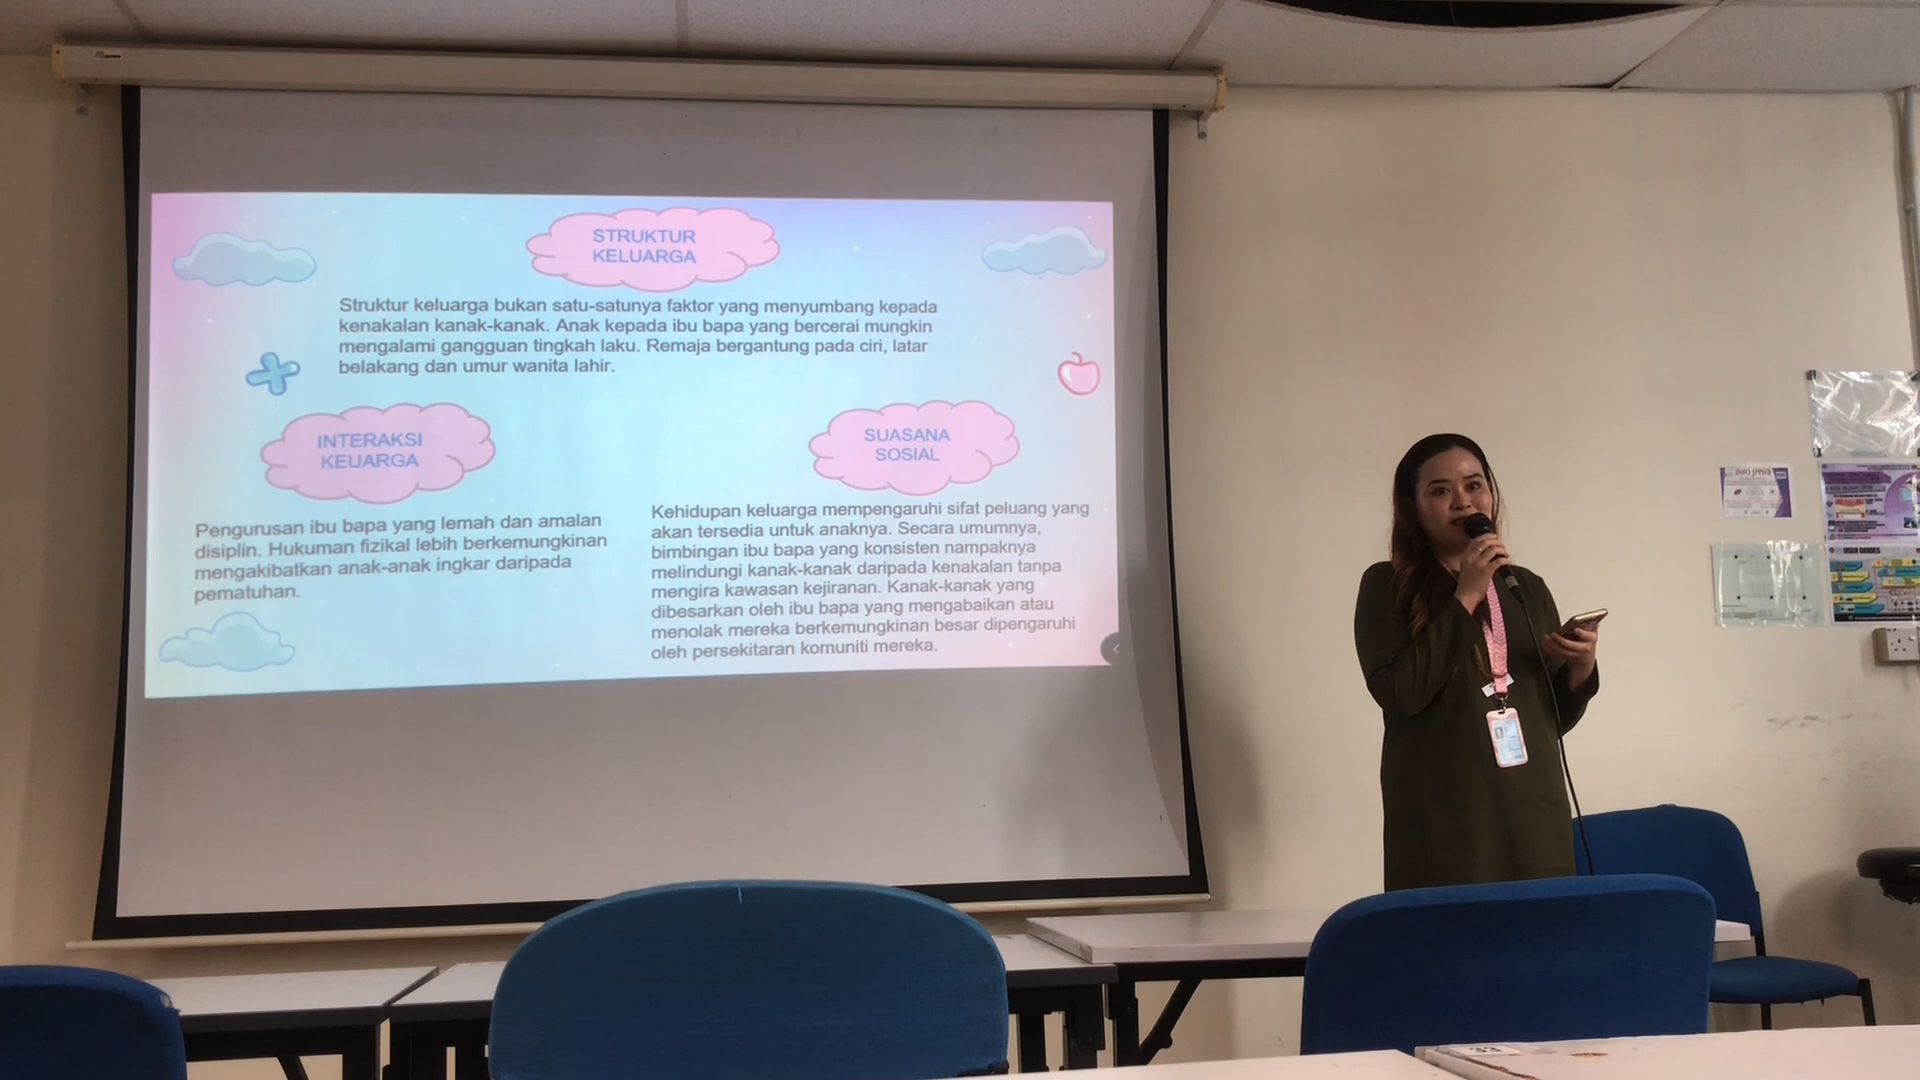 STRUKTUR
KELUARGA
Struktur keluarga bukan satu-satunya faktor yang menyumbang kepada
kenakalan kanak-kanak. Anak kepada ibu bapa yang bercerai mungkin
mengalami gangguan tingkah laku. Remaja bergantung pada ciri, latar
belakang dan umur wanita lahir.
INTERAKSI
KEUARGA
Pengurusan ibu bapa yang lemah dan amalan
disiplin. Hukuman fizikal lebih berkemungkinan
mengakibatkan anak-anak ingkar daripada
pematuhan.
SUASANA
SOSIAL
Kehidupan keluarga mempengaruhi sifat peluang yang
akan tersedia untuk anaknya. Secara umumnya,
bimbingan ibu bapa yang konsisten nampaknya
melindungi kanak-kanak daripada kenakalan tanpa
mengira kawasan kejiranan. Kanak-kanak yang
dibesarkan oleh ibu bapa yang mengabaikan atau
menolak mereka berkemungkinan besar dipengaruhi
oleh persekitaran komuniti mereka.
USER GUIDES
33